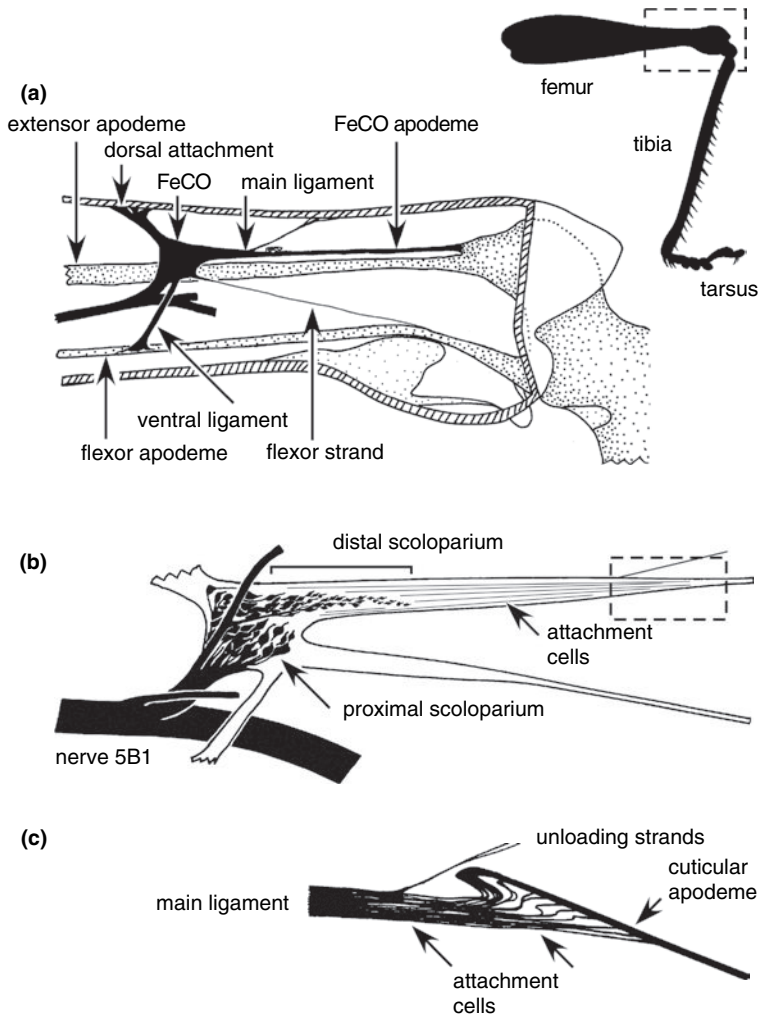 femur
tibia
tarsus
(a)
extensor apodeme
dorsal attachment
FeCO
main ligament
FeCO apodeme
ventral ligament
flexor apodeme
flexor strand
(b)
distal scoloparium
attachment
cells
proximal scoloparium
nerve 5B1
(c)
unloading strands
cuticular
apodeme
main ligament
attachment
cells